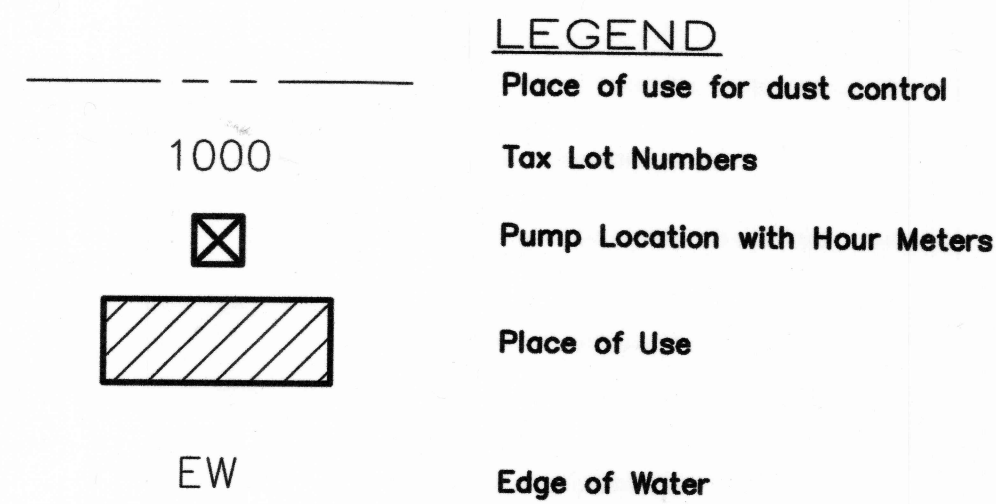 LEGEND
Place of use for dust control
1000 Tax Lot Numbers
Pump Location with Hour Meters
Place of Use
EW Edge of Water